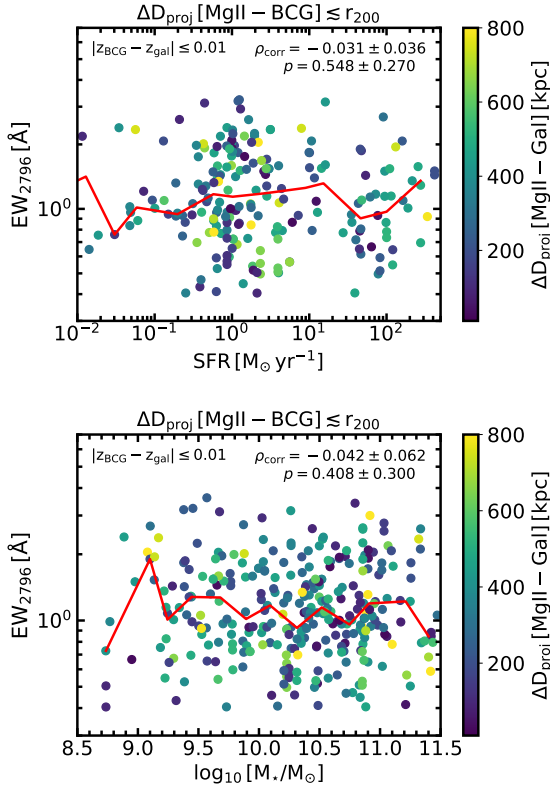 ΔD_proj [MgII − BCG] ≲ r_200
|z_BCG − z_gal| ≤ 0.01
ρ_corr = −0.031 ± 0.036
p = 0.548 ± 0.270
EW_2796 [Å]
10^0
10^−2 10^−1 10^0 10^1 10^2
SFR [M_⊙ yr^−1]
800
600
400
200
ΔD_proj [MgII − Gal] [kpc]
ΔD_proj [MgII − BCG] ≲ r_200
|z_BCG − z_gal| ≤ 0.01
ρ_corr = −0.042 ± 0.062
p = 0.408 ± 0.300
EW_2796 [Å]
10^0
8.5 9.0 9.5 10.0 10.5 11.0 11.5
log_10 [M_⋆/M_⊙]
800
600
400
200
ΔD_proj [MgII − Gal] [kpc]